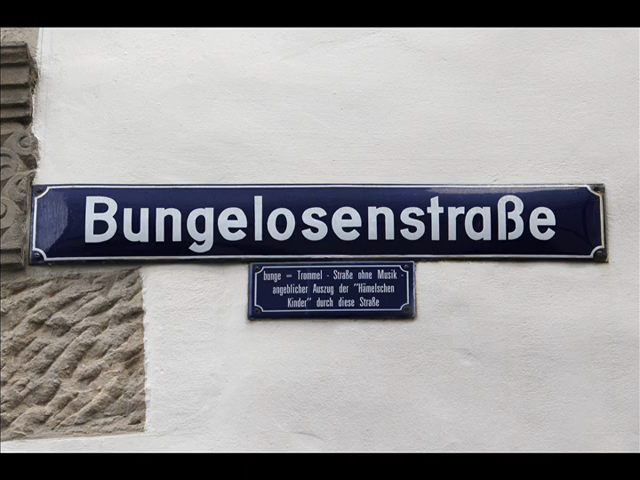 Bungelosenstraße
bunge = Trommel - Straße ohne Musik -
angeblicher Auszug der "Hämelschen
Kinder" durch diese Straße